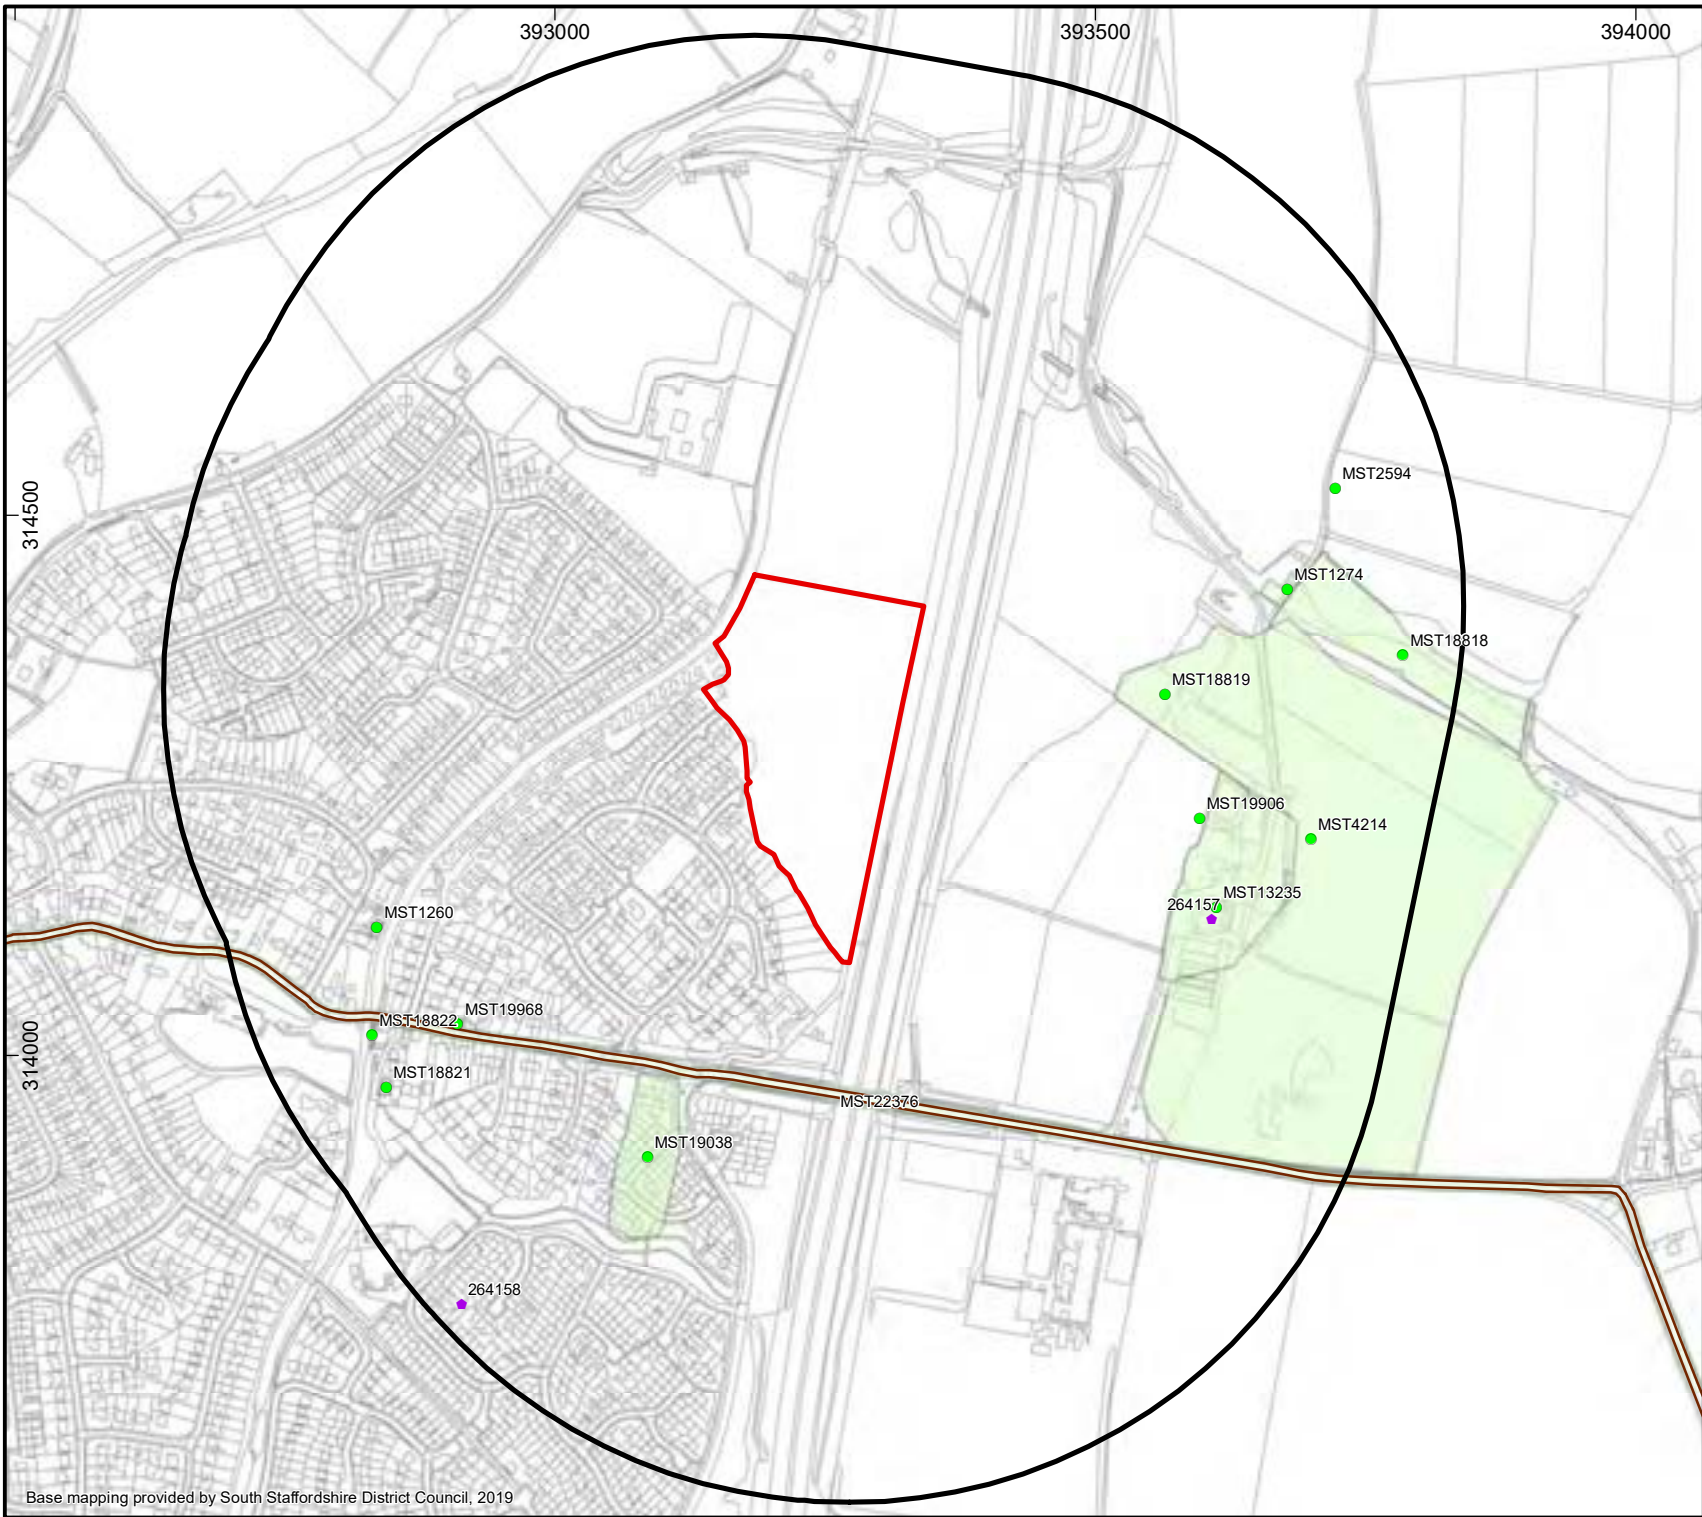 393000
393500
394000
314500
MST2594
MST1274
MST18818
MST18819
MST19906
MST4214
MST13235
264157
MST1260
MST19968
MST18822
314000
MST18821
MST22376
MST19038
264158
Base mapping provided by South Staffordshire District Council, 2019